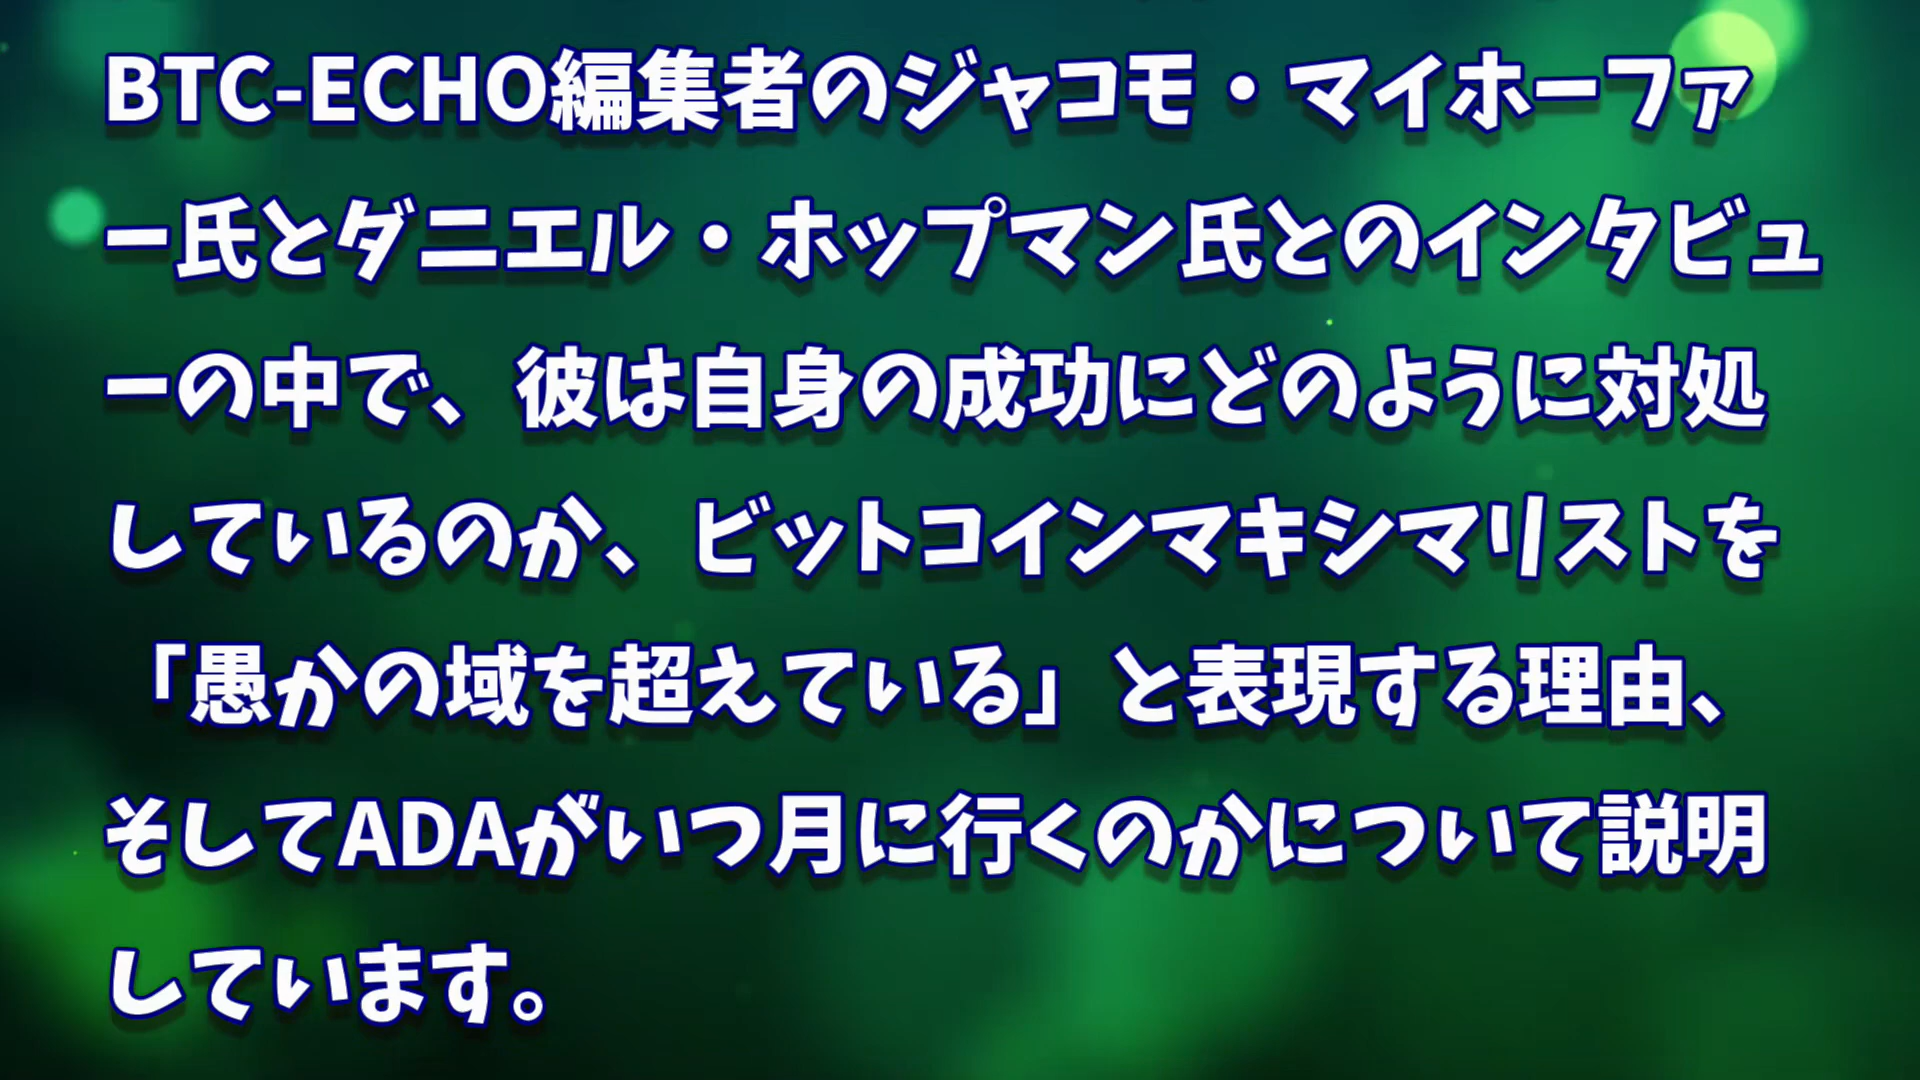 BTC-ECHO編集者のジャコモ・マイホーファ
ー氏とダニエル・ホップマン氏とのインタビュ
ーの中で、彼は自身の成功にどのように対処
しているのか、ビットコインマキシマリストを
「愚かの域を超えている」と表現する理由、
そしてADAがいつ月に行くのかについて説明
しています。